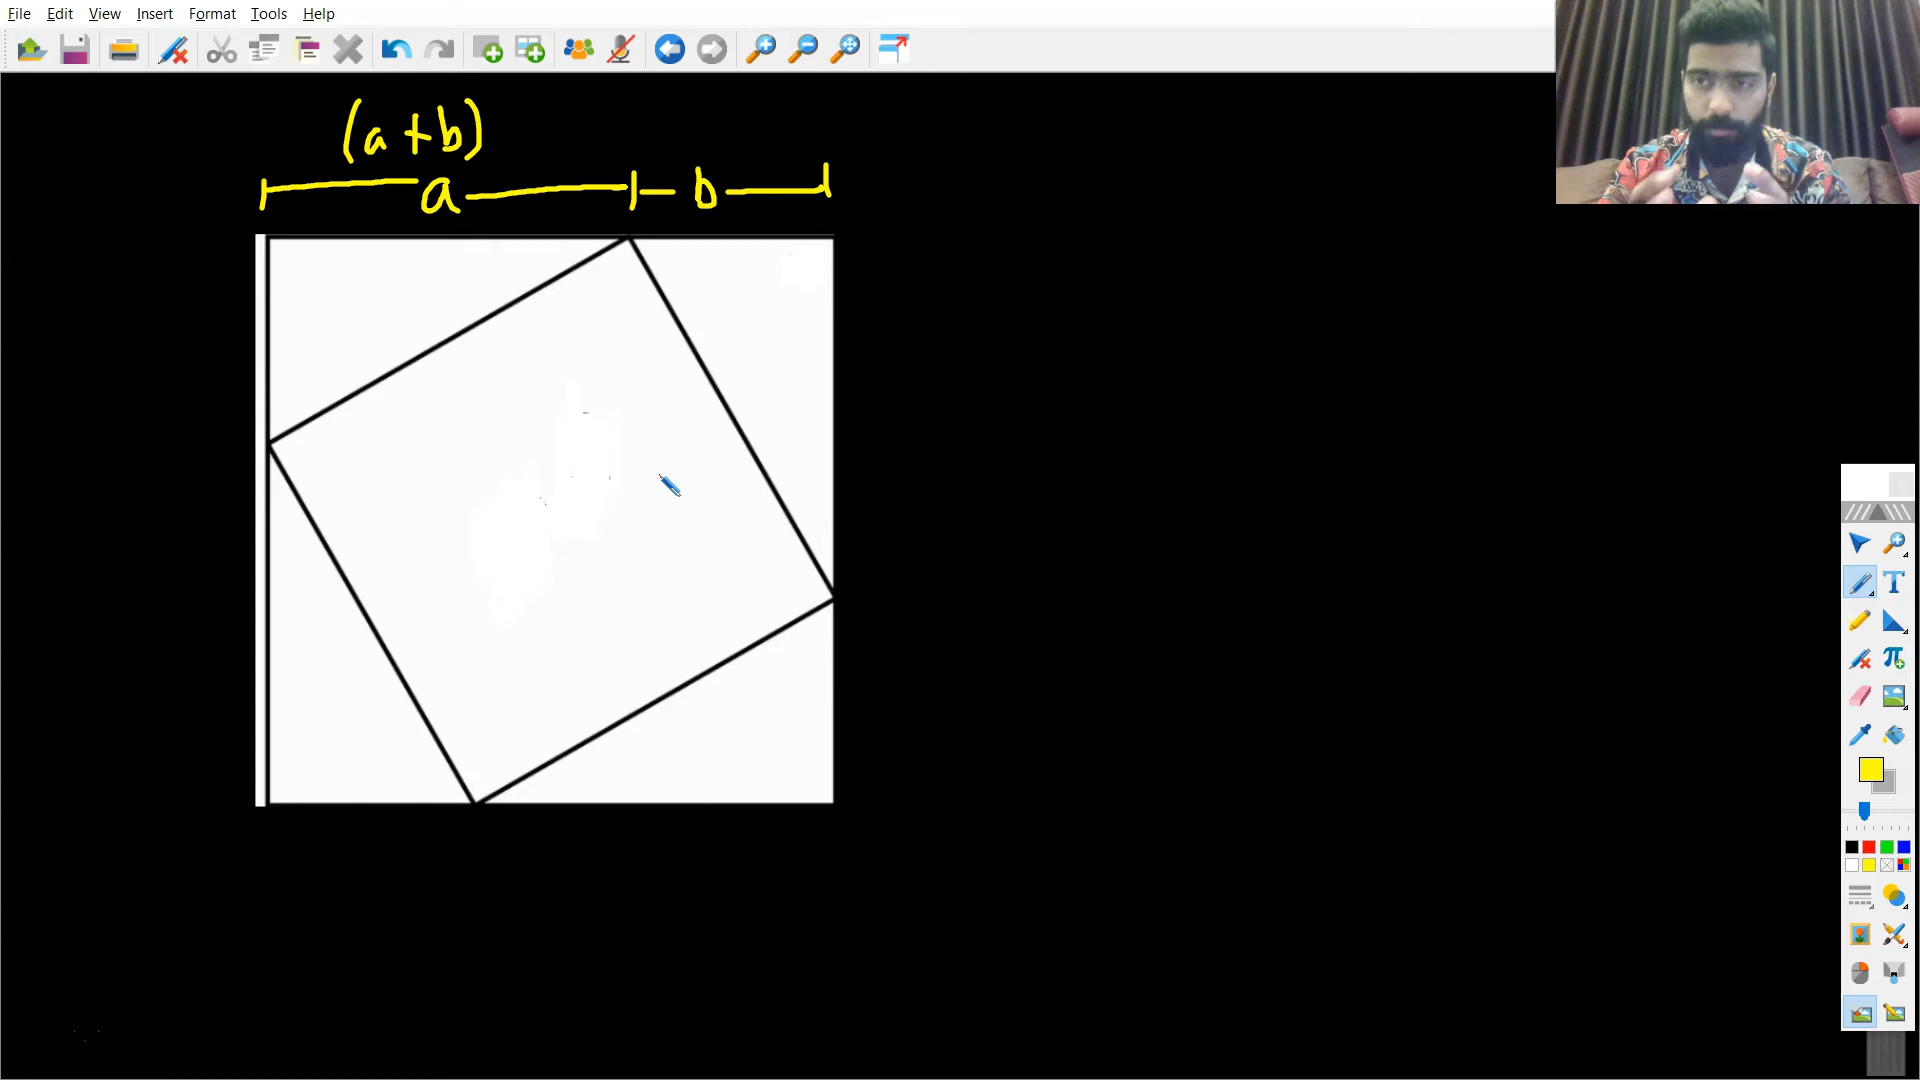 File Edit View Insert Format Tools Help
(a+b)
a b
T
π